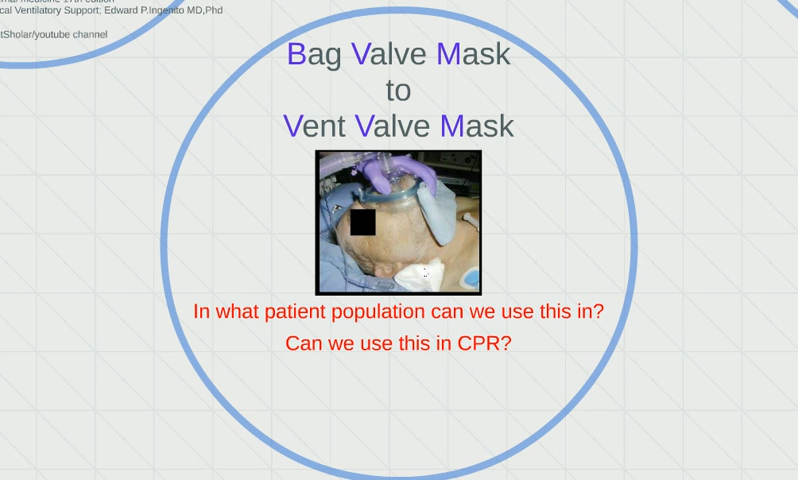 cal Ventilatory Support; Edward P.Ingenito MD,Phd
tSholar/youtube channel
Bag Valve Mask
to
Vent Valve Mask
In what patient population can we use this in?
Can we use this in CPR?